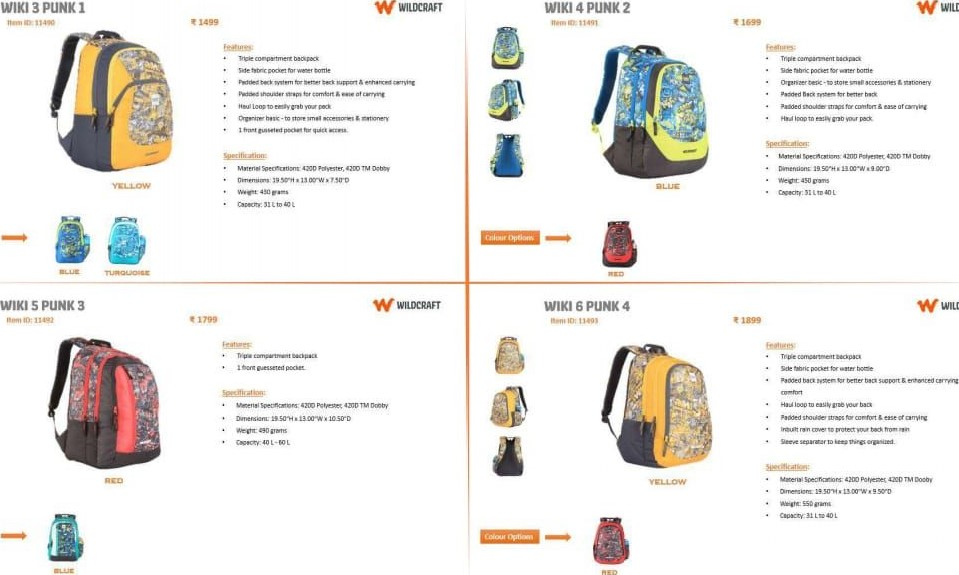 WIKI 3 PUNK 1
Item ID: 11490
₹ 1499
WILDCRAFT
Features:
Triple compartment backpack
Side fabric pocket for water bottle
Padded back system for better back support & enhanced carrying
Padded shoulder straps for comfort & ease of carrying
Haul Loop to easily grab your pack
Organizer basic - to store small accessories & stationery
1 front gusseted pocket for quick access.
Specification:
Material Specifications: 420D Polyester, 420D TM Dobby
Dimensions: 19.50"H x 13.00"W x 7.50"D
Weight: 430 grams
Capacity: 31 L to 40 L
YELLOW
BLUE
TURQUOISE
WIKI 4 PUNK 2
Item ID: 11491
₹ 1699
WILD
Features:
Triple compartment backpack
Side fabric pocket for water bottle
Organizer basic - to store small accessories & stationery
Padded Back system for better back
Padded shoulder straps for comfort & ease of carrying
Haul loop to easily grab your pack.
Specification:
Material Specifications: 420D Polyester, 420D TM Dobby
Dimensions: 19.50"H x 13.00"W x 9.00"D
Weight: 450 grams
Capacity: 31 L to 40 L
BLUE
Colour Options
RED
WIKI 5 PUNK 3
Item ID: 11492
₹ 1799
WILDCRAFT
Features:
Triple compartment backpack
1 front guesseted pocket.
Specification:
Material Specifications: 420D Polyester, 420D TM Dobby
Dimensions: 19.50"H x 13.00"W x 10.50"D
Weight: 490 grams
Capacity: 40 L - 60 L
RED
BLUE
WIKI 6 PUNK 4
Item ID: 11493
₹ 1899
WILD
Features:
Triple compartment backpack
Side fabric pocket for water bottle
Padded back system for better back support & enhanced carrying
comfort
Haul loop to easily grab your back
Padded shoulder straps for comfort & ease of carrying
Inbuilt rain cover to protect your back from rain
Sleeve separator to keep things organized.
Specification:
Material Specifications: 420D Polyester, 420D TM Dooby
Dimensions: 19.50"H x 13.00"W x 9.50"D
Weight: 550 grams
Capacity: 31 L to 40 L
YELLOW
Colour Options
RED